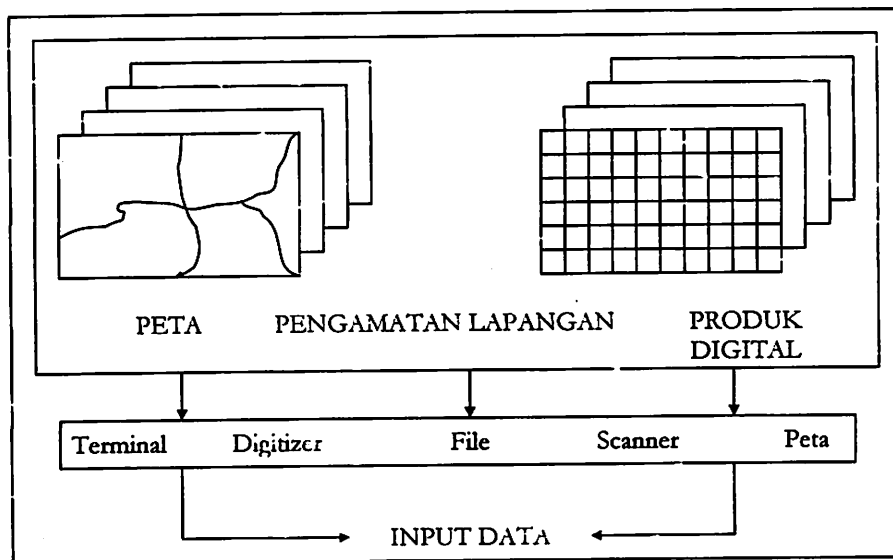 PETA PENGAMATAN LAPANGAN PRODUK
DIGITAL
Terminal Digitizer File Scanner Peta
INPUT DATA